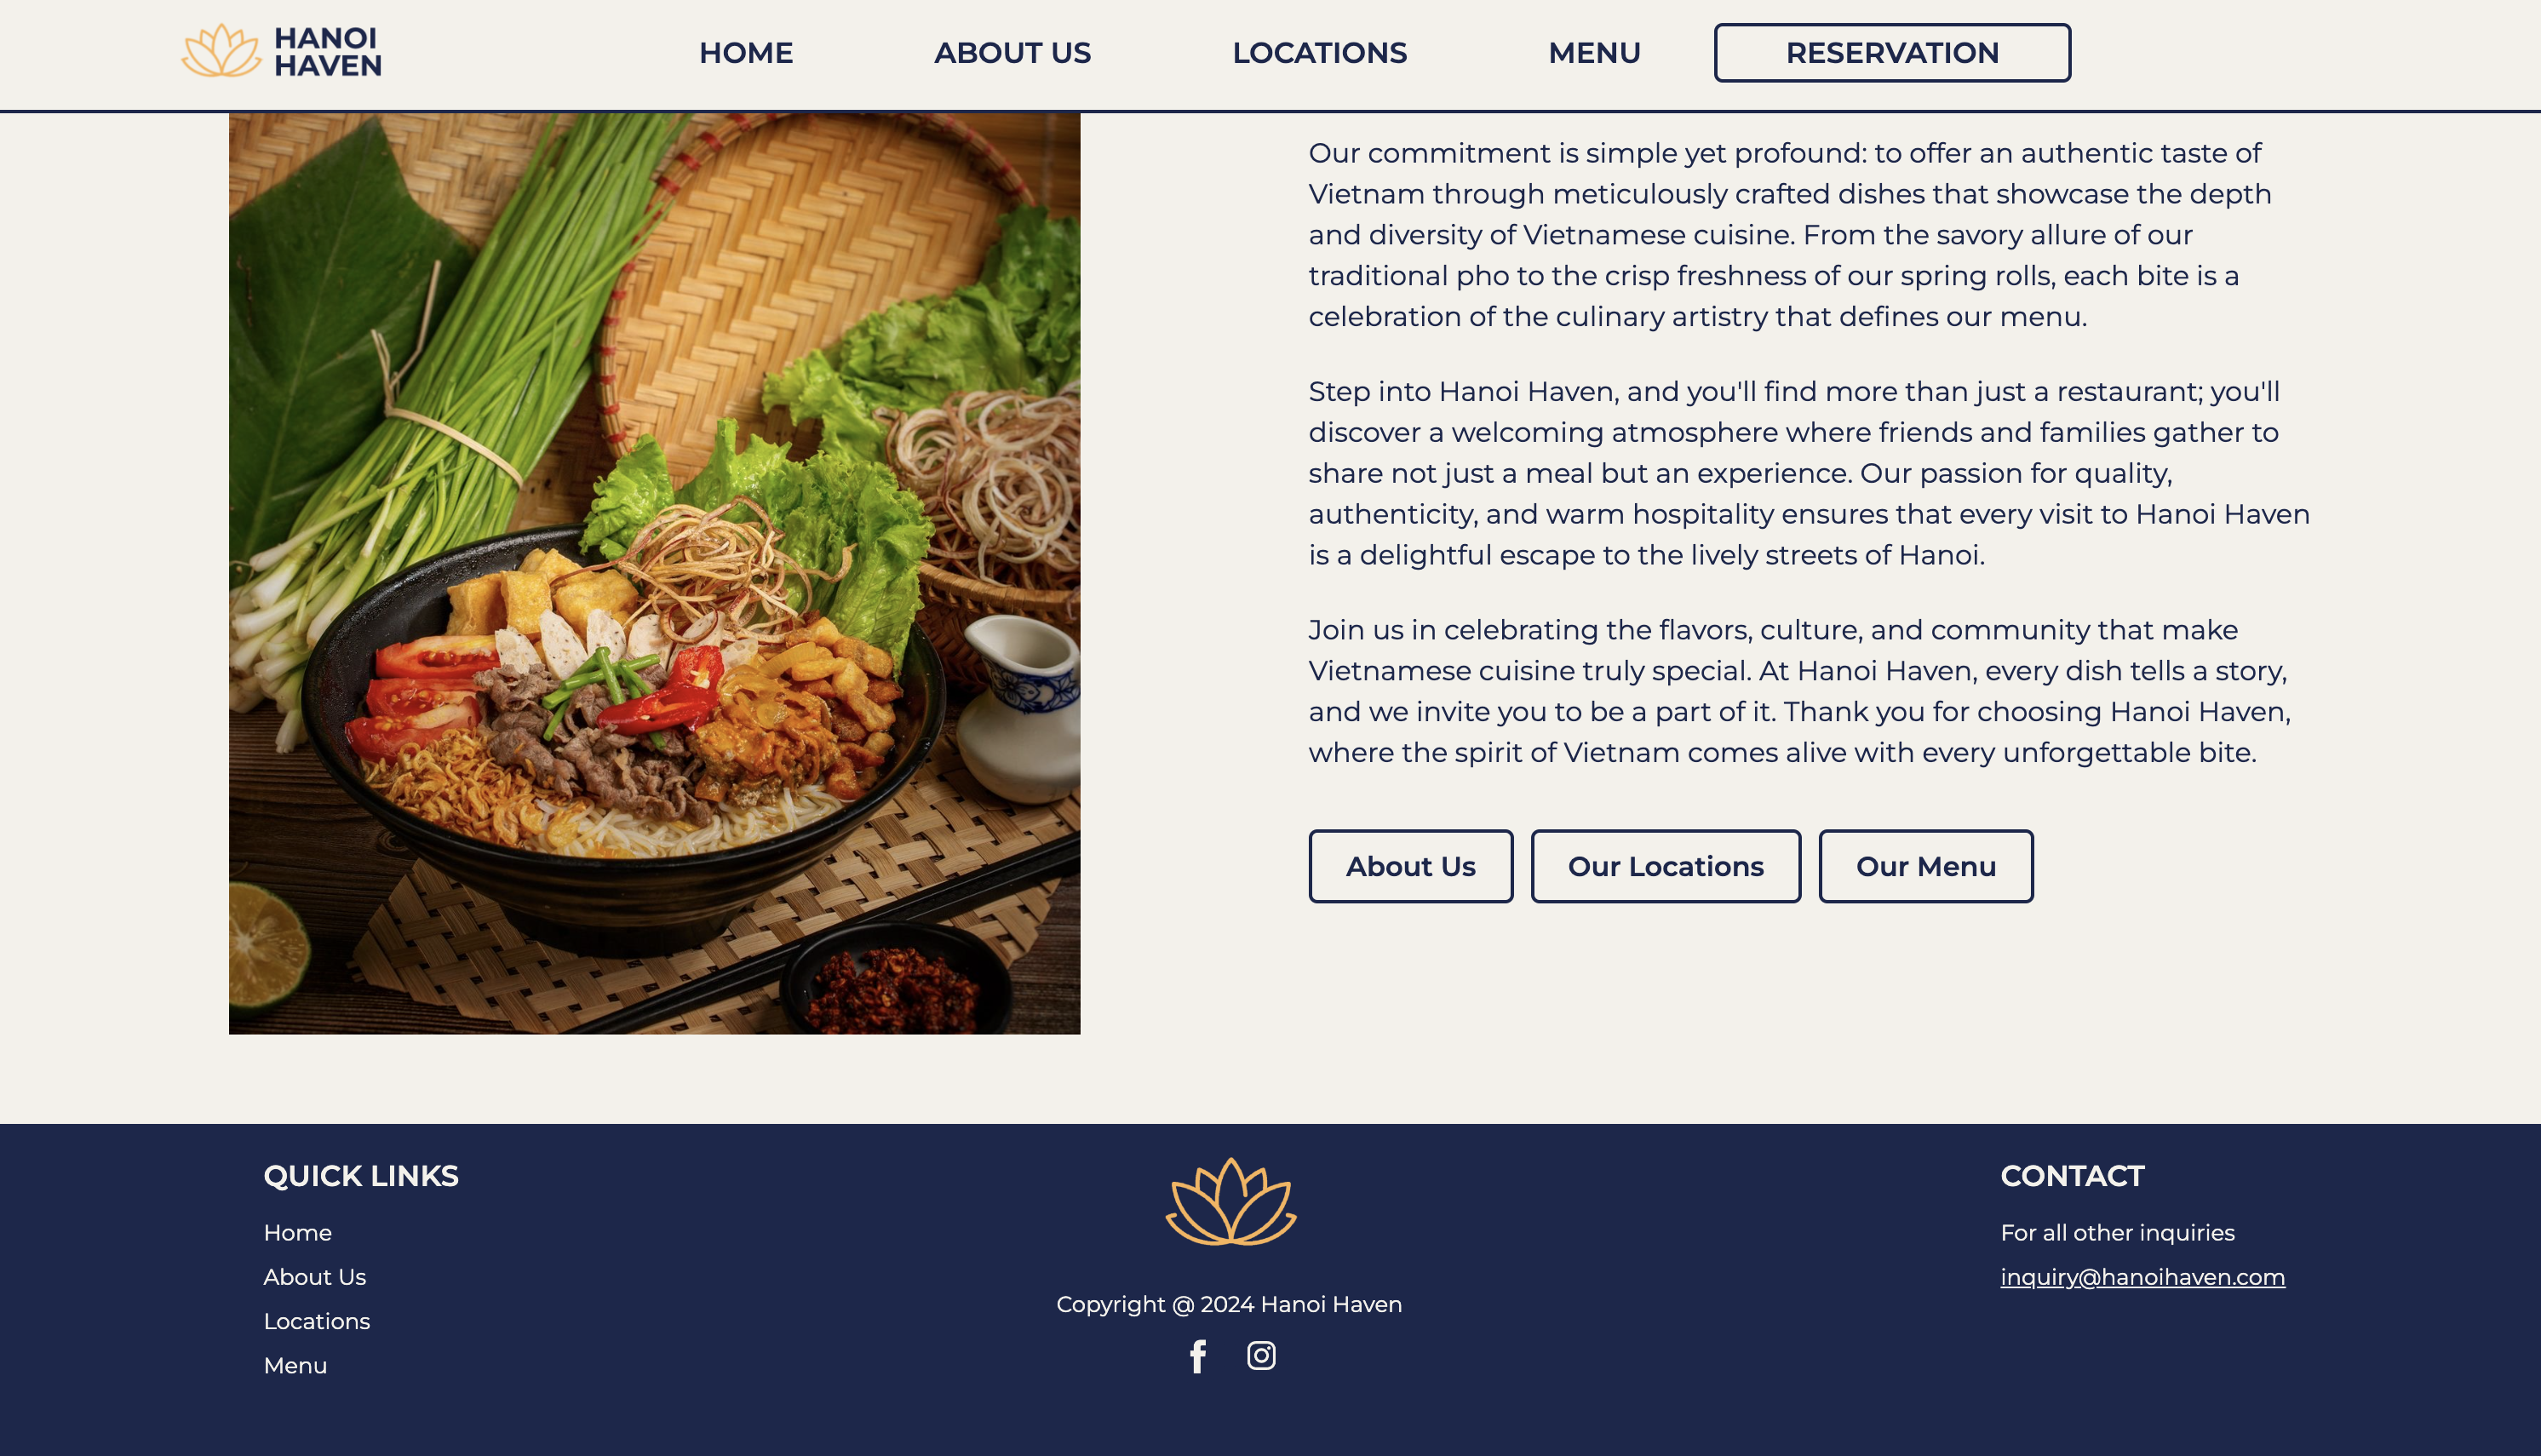 HANOI
HAVEN
HOME
ABOUT US
LOCATIONS
MENU
RESERVATION
Our commitment is simple yet profound: to offer an authentic taste of
Vietnam through meticulously crafted dishes that showcase the depth
and diversity of Vietnamese cuisine. From the savory allure of our
traditional pho to the crisp freshness of our spring rolls, each bite is a
celebration of the culinary artistry that defines our menu.
Step into Hanoi Haven, and you'll find more than just a restaurant; you'll
discover a welcoming atmosphere where friends and families gather to
share not just a meal but an experience. Our passion for quality,
authenticity, and warm hospitality ensures that every visit to Hanoi Haven
is a delightful escape to the lively streets of Hanoi.
Join us in celebrating the flavors, culture, and community that make
Vietnamese cuisine truly special. At Hanoi Haven, every dish tells a story,
and we invite you to be a part of it. Thank you for choosing Hanoi Haven,
where the spirit of Vietnam comes alive with every unforgettable bite.
About Us
Our Locations
Our Menu
QUICK LINKS
Home
About Us
Locations
Menu
Copyright @ 2024 Hanoi Haven
CONTACT
For all other inquiries
inquiry@hanoihaven.com